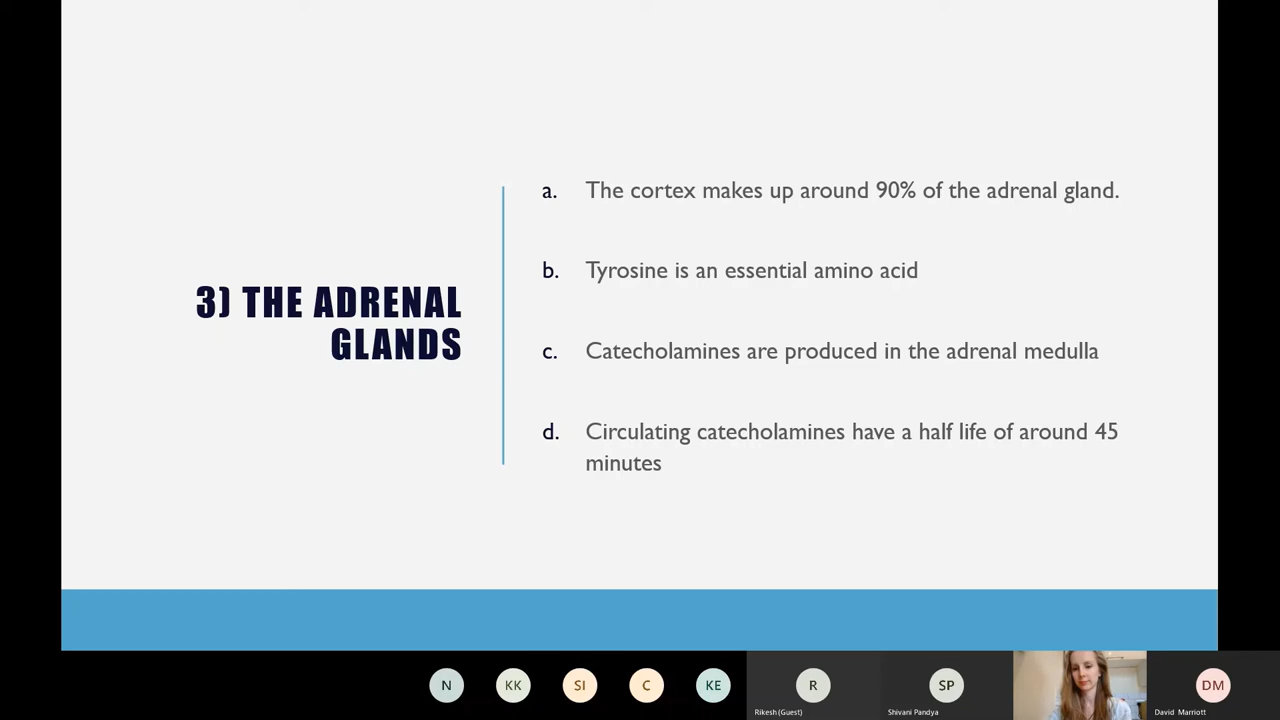 3) THE ADRENAL
GLANDS
a. The cortex makes up around 90% of the adrenal gland.
b. Tyrosine is an essential amino acid
c. Catecholamines are produced in the adrenal medulla
d. Circulating catecholamines have a half life of around 45
minutes
N KK SI C KE R SP DM
Rikesh (Guest) Shivani Pandya David Marriott